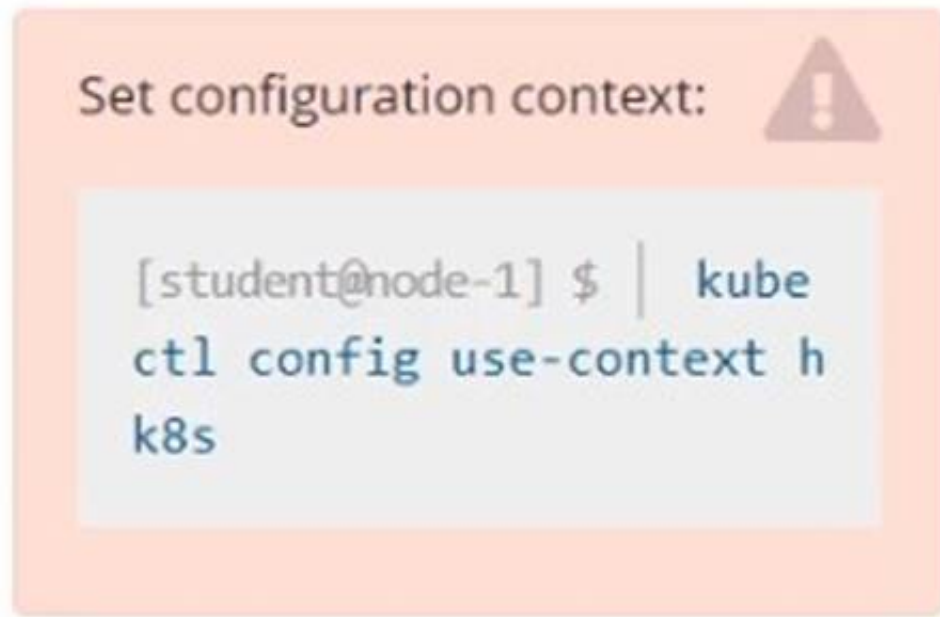 Set configuration context:
[student@node-1] $ | kube
ctl config use-context h
k8s